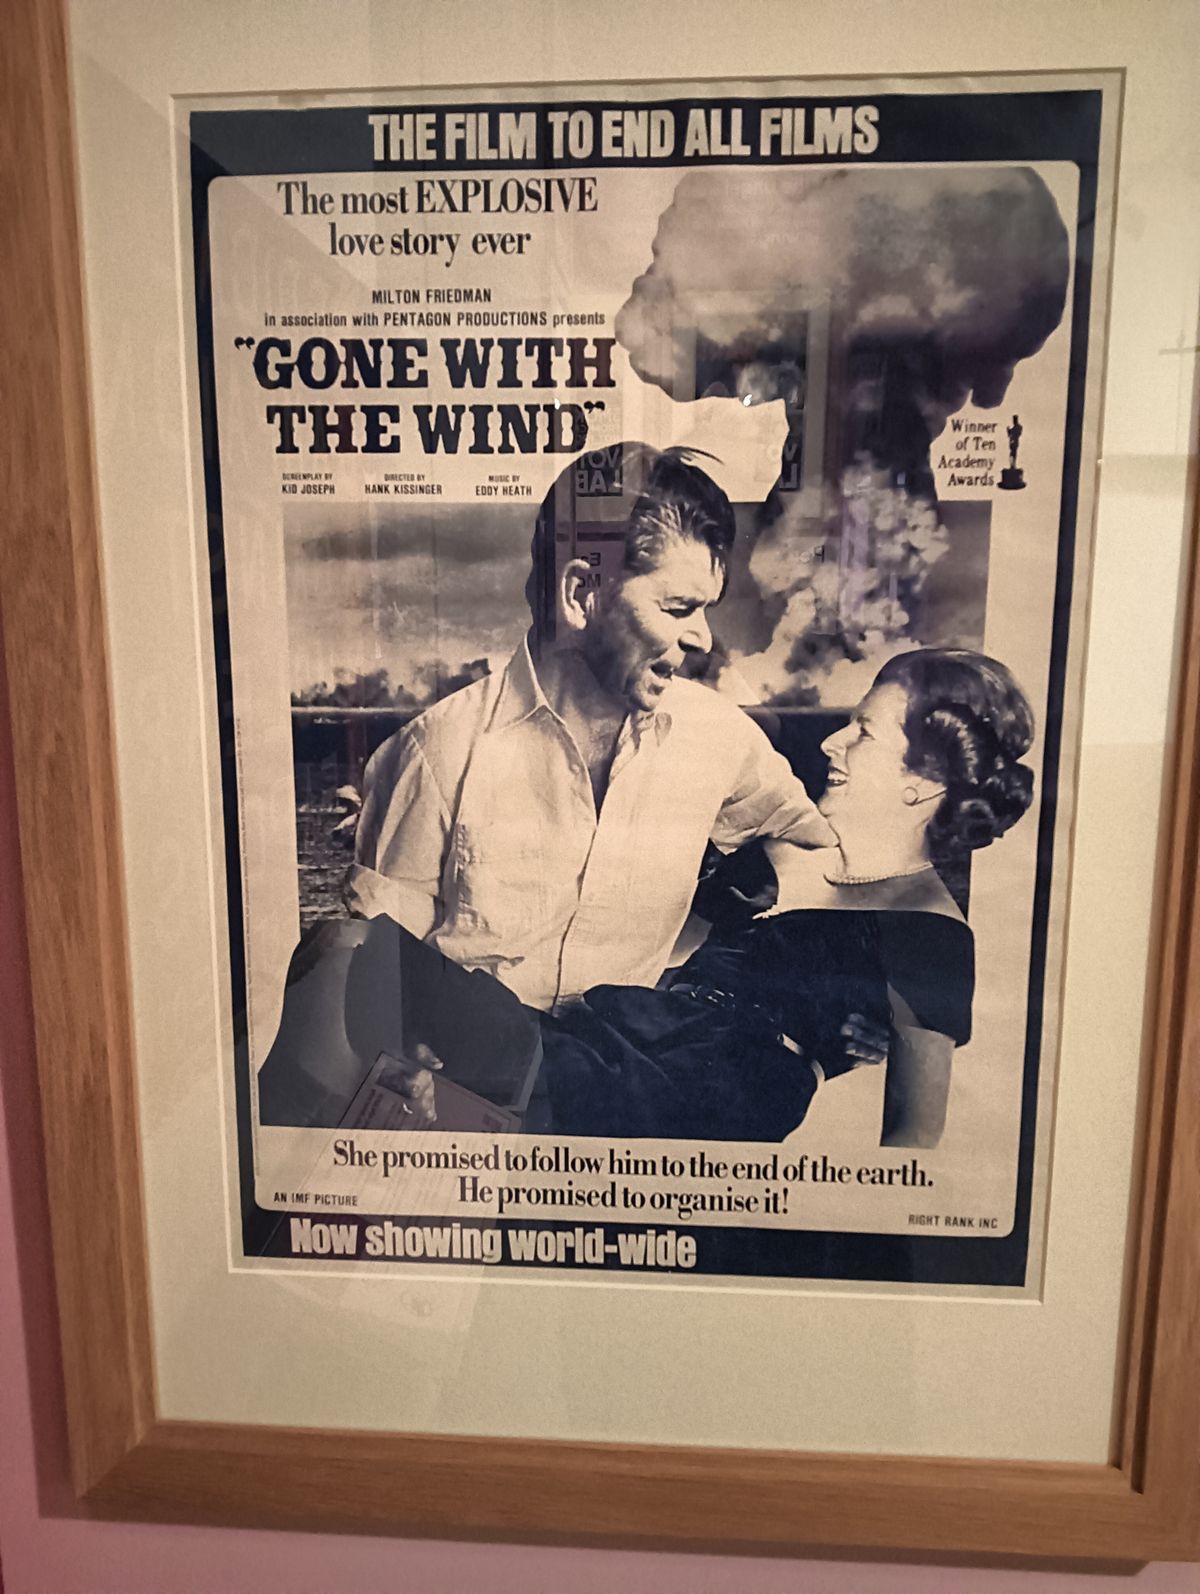 THE FILM TO END ALL FILMS
The most EXPLOSIVE
love story ever
MILTON FRIEDMAN
in association with PENTAGON PRODUCTIONS presents
"GONE WITH
THE WIND"
SCREENPLAY BY
KID JOSEPH
DIRECTED BY
HANK KISSINGER
MUSIC BY
EDDY HEATH
Winner
of Ten
Academy
Awards
She promised to follow him to the end of the earth.
He promised to organise it!
AN IMF PICTURE
RIGHT RANK INC
Now showing world-wide